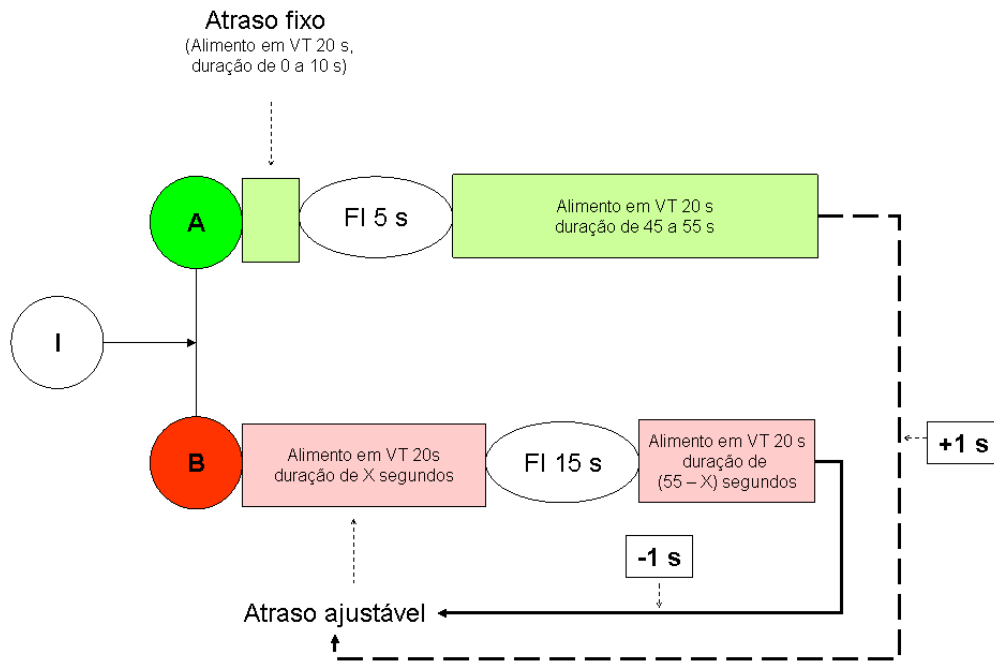 Atraso fixo
(Alimento em VT 20 s,
duração de 0 a 10 s)
A
FI 5 s
Alimento em VT 20 s
duração de 45 a 55 s
I
B
Alimento em VT 20s
duração de X segundos
FI 15 s
Alimento em VT 20 s
duração de
(55 – X) segundos
+1 s
-1 s
Atraso ajustável